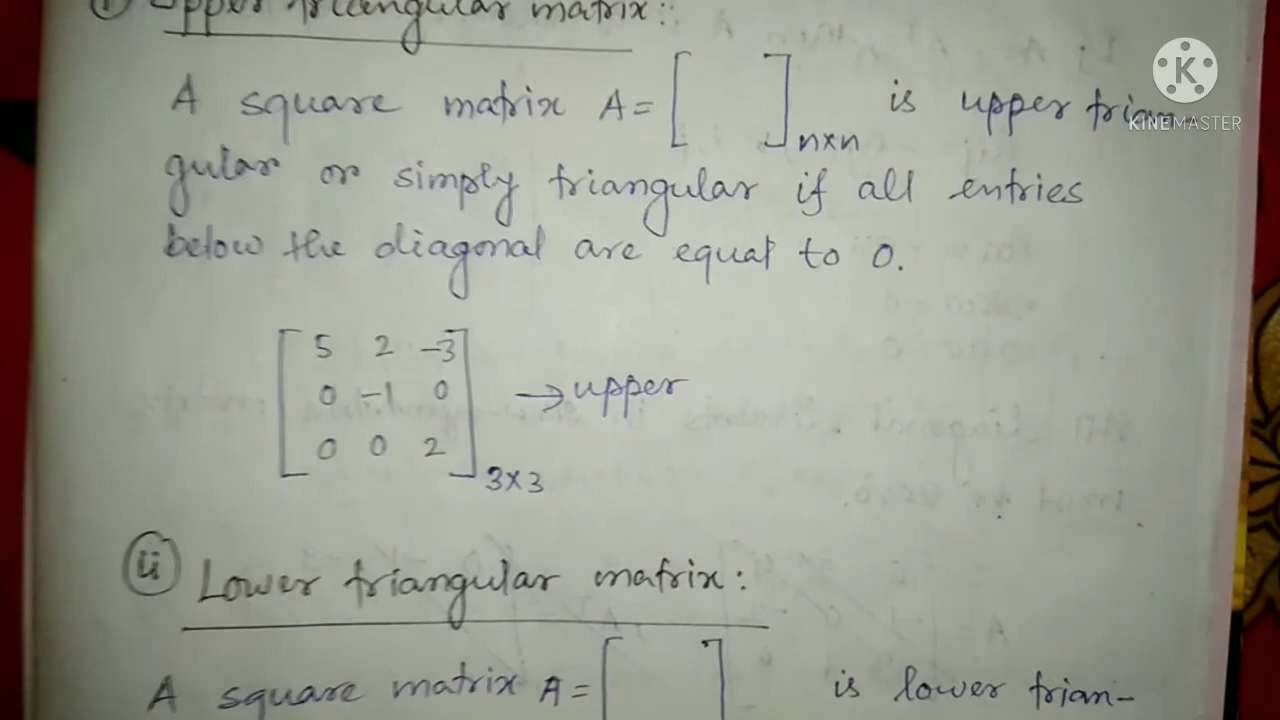 i Upper triangular matrix:
A square matrix A = [ ]n×n is upper trian-
gular or simply triangular if all entries
below the diagonal are equal to 0.
[ 5 2 -3
0 -1 0 → upper
0 0 2 ]3×3
ii Lower triangular matrix:
A square matrix A = [ ] is lower trian-
K
KINEMASTER